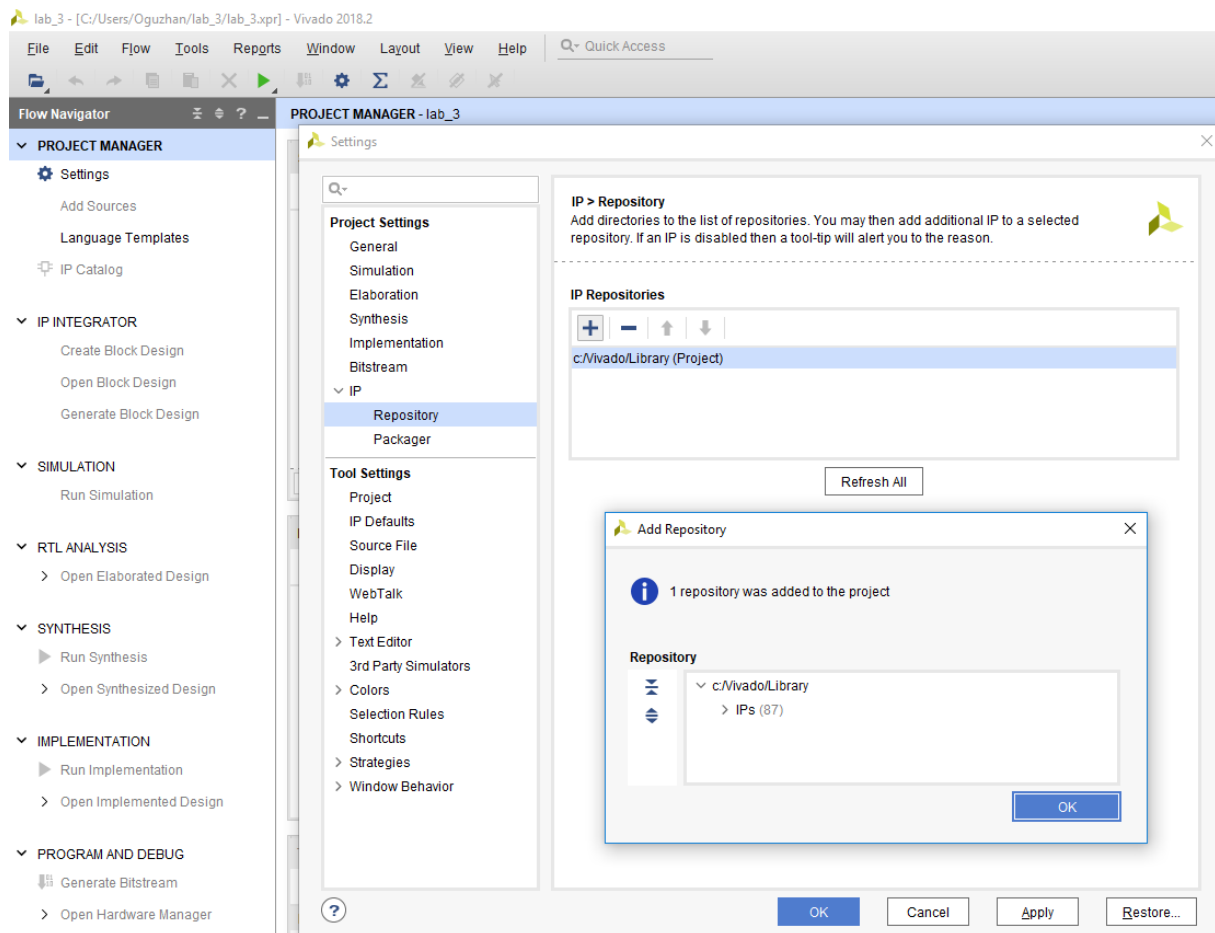 lab_3 - [C:/Users/Oguzhan/lab_3/lab_3.xpr] - Vivado 2018.2
File Edit Flow Tools Reports Window Layout View Help Quick Access
Flow Navigator
PROJECT MANAGER - lab_3
PROJECT MANAGER
Settings
Add Sources
Language Templates
IP Catalog
IP INTEGRATOR
Create Block Design
Open Block Design
Generate Block Design
SIMULATION
Run Simulation
RTL ANALYSIS
Open Elaborated Design
SYNTHESIS
Run Synthesis
Open Synthesized Design
IMPLEMENTATION
Run Implementation
Open Implemented Design
PROGRAM AND DEBUG
Generate Bitstream
Open Hardware Manager
Settings
Project Settings
General
Simulation
Elaboration
Synthesis
Implementation
Bitstream
IP
Repository
Packager
Tool Settings
Project
IP Defaults
Source File
Display
WebTalk
Help
Text Editor
3rd Party Simulators
Colors
Selection Rules
Shortcuts
Strategies
Window Behavior
IP > Repository
Add directories to the list of repositories. You may then add additional IP to a selected
repository. If an IP is disabled then a tool-tip will alert you to the reason.
IP Repositories
c:/Vivado/Library (Project)
Refresh All
Add Repository
1 repository was added to the project
Repository
c:/Vivado/Library
IPs (87)
OK
OK Cancel Apply Restore...